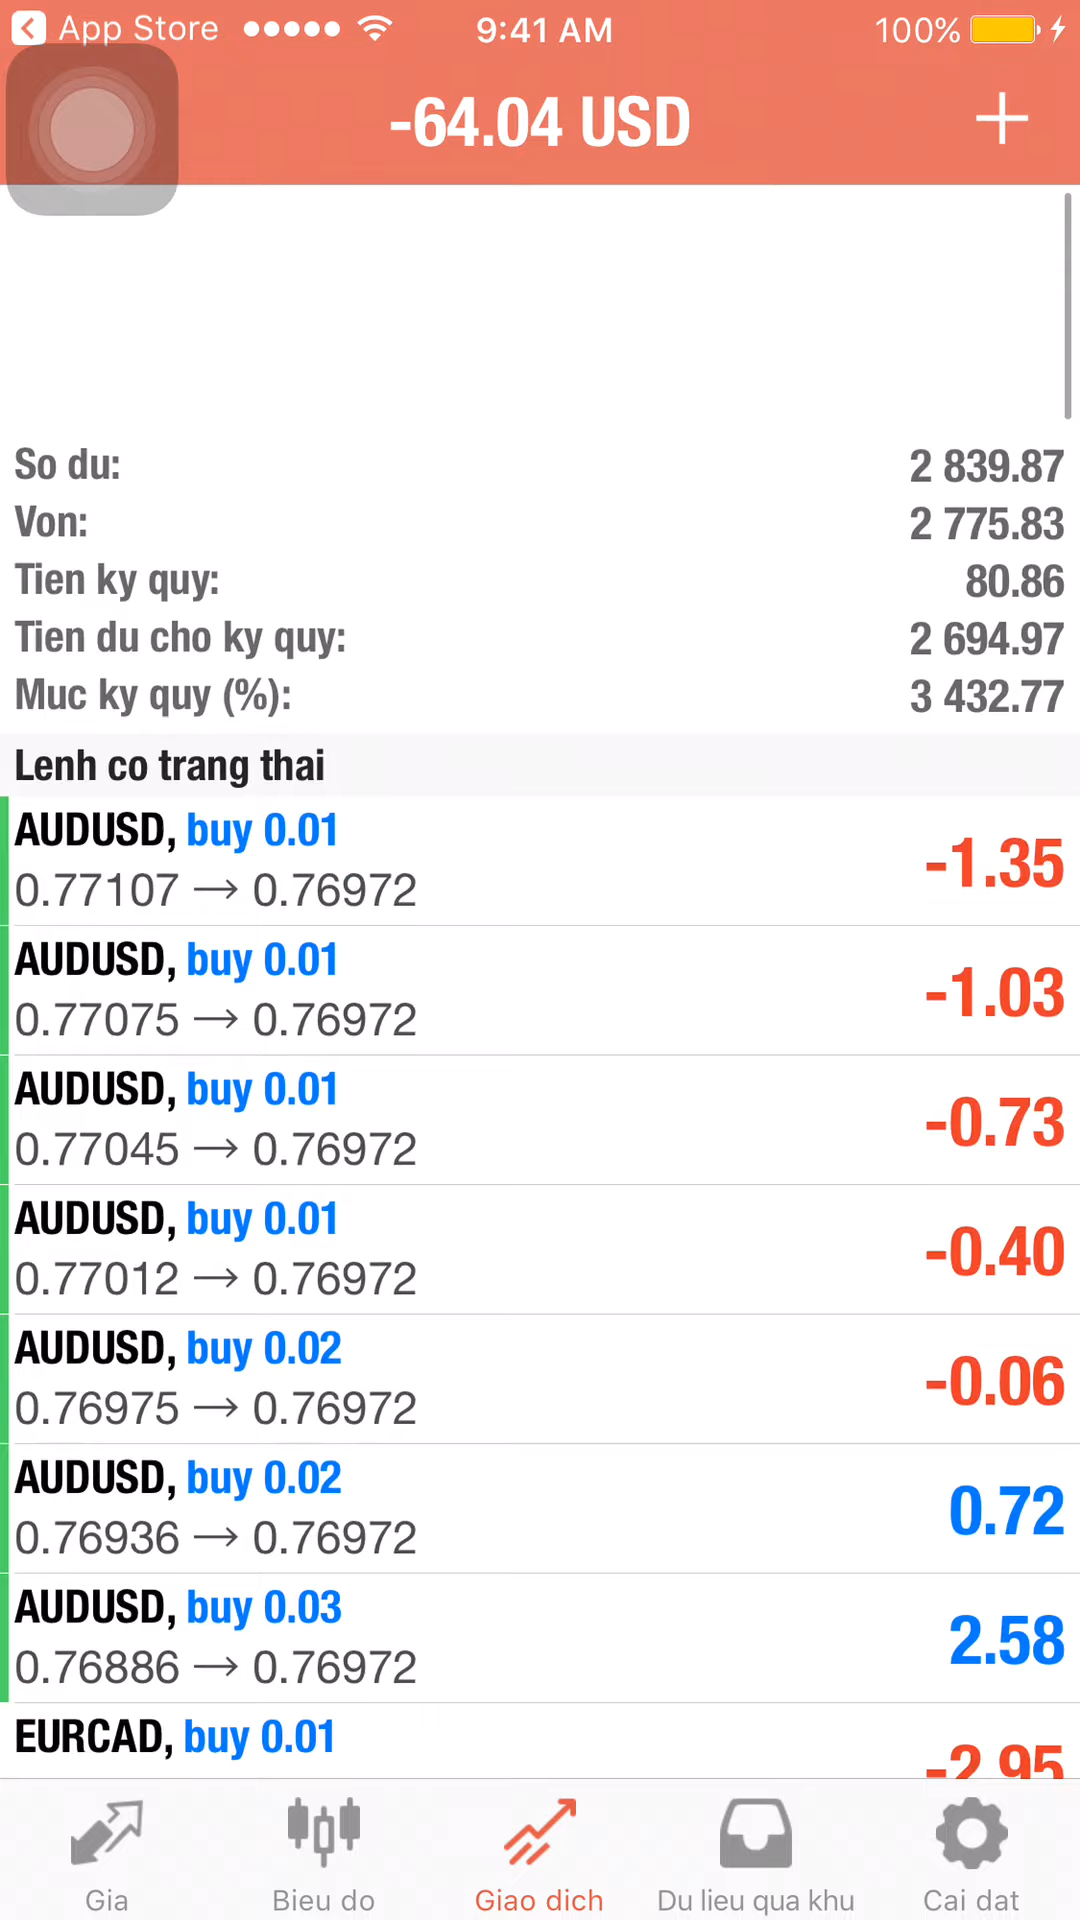 App Store 9:41 AM 100%
-64.04 USD
So du: 2 839.87
Von: 2 775.83
Tien ky quy: 80.86
Tien du cho ky quy: 2 694.97
Muc ky quy (%): 3 432.77
Lenh co trang thai
AUDUSD, buy 0.01
0.77107 → 0.76972 -1.35
AUDUSD, buy 0.01
0.77075 → 0.76972 -1.03
AUDUSD, buy 0.01
0.77045 → 0.76972 -0.73
AUDUSD, buy 0.01
0.77012 → 0.76972 -0.40
AUDUSD, buy 0.02
0.76975 → 0.76972 -0.06
AUDUSD, buy 0.02
0.76936 → 0.76972 0.72
AUDUSD, buy 0.03
0.76886 → 0.76972 2.58
EURCAD, buy 0.01 -2.95
Gia Bieu do Giao dich Du lieu qua khu Cai dat